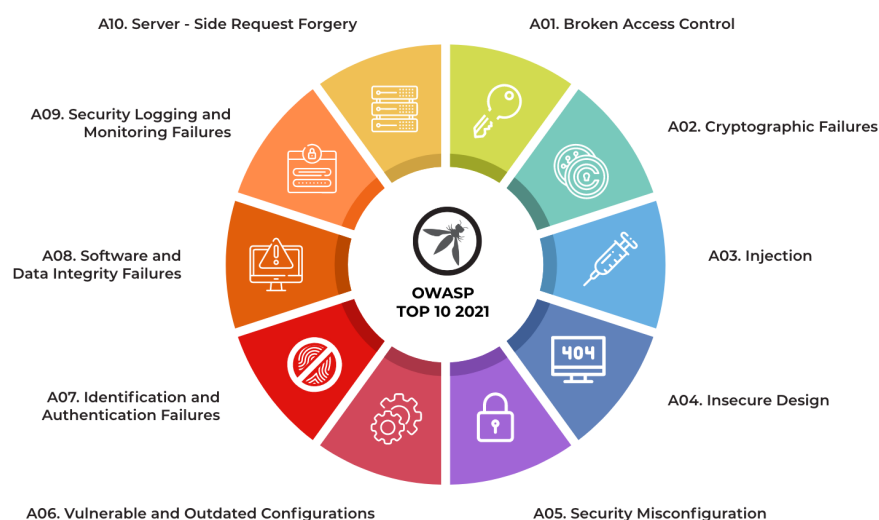 A10. Server - Side Request Forgery
A01. Broken Access Control
A09. Security Logging and
Monitoring Failures
A02. Cryptographic Failures
A08. Software and
Data Integrity Failures
A03. Injection
OWASP
TOP 10 2021
404
A07. Identification and
Authentication Failures
A04. Insecure Design
A06. Vulnerable and Outdated Configurations
A05. Security Misconfiguration